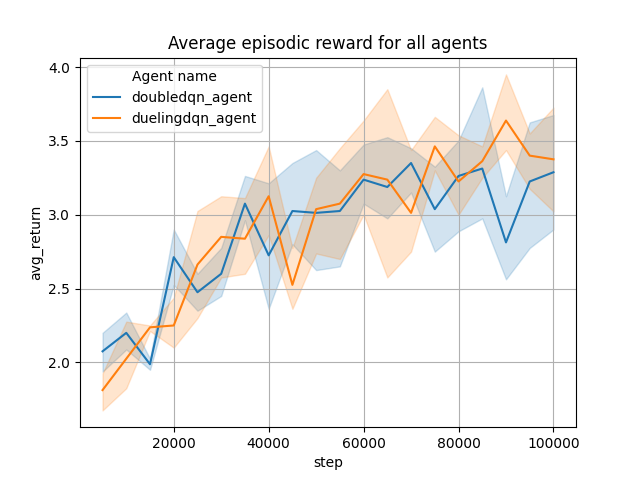 Average episodic reward for all agents
Agent name
doubledqn_agent
duelingdqn_agent
4.0
3.5
3.0
2.5
2.0
avg_return
20000 40000 60000 80000 100000
step